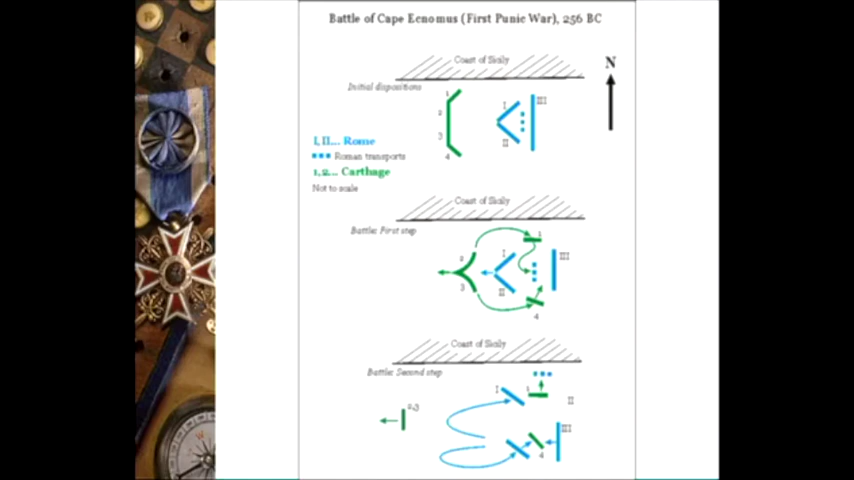 Battle of Cape Ecnomus (First Punic War), 256 BC
Coast of Sicily
N
Initial dispositions
1
2
3
4
I
II
III
I, II... Rome
Roman transports
1,2... Carthage
Not to scale
Coast of Sicily
Battle: First step
1
2
3
4
I
II
III
Coast of Sicily
Battle: Second step
I
1
II
2,3
III
4
W